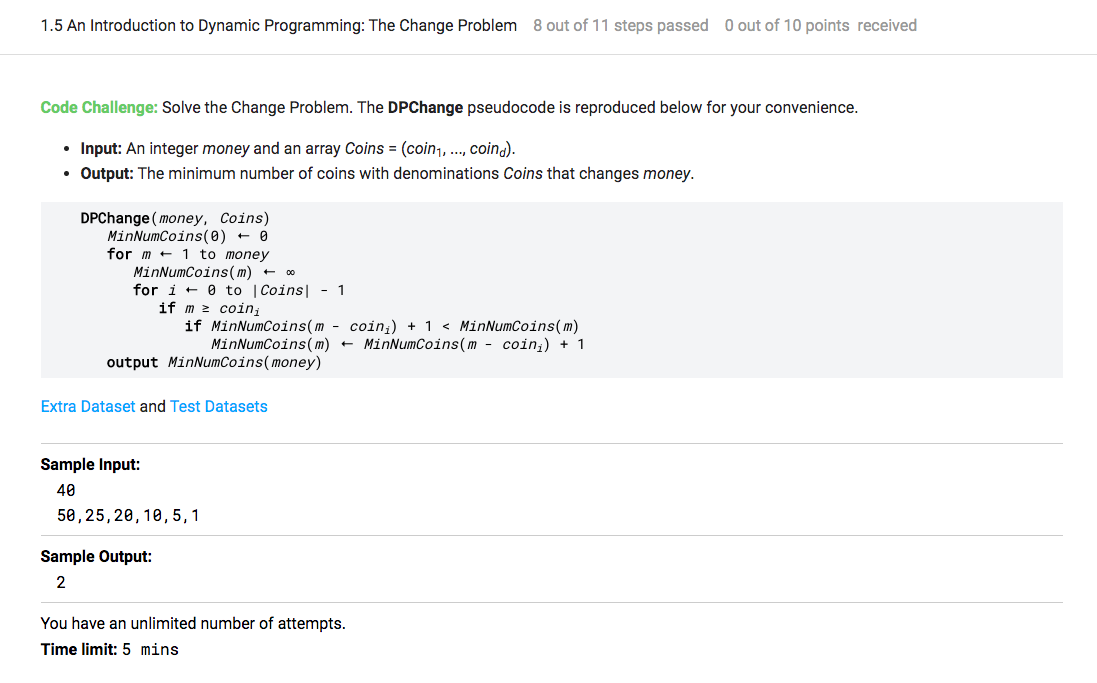 1.5 An Introduction to Dynamic Programming: The Change Problem 8 out of 11 steps passed 0 out of 10 points received
Code Challenge: Solve the Change Problem. The DPChange pseudocode is reproduced below for your convenience.
• Input: An integer money and an array Coins = (coin₁, ..., coin_d).
• Output: The minimum number of coins with denominations Coins that changes money.
DPChange(money, Coins)
MinNumCoins(0) ← 0
for m ← 1 to money
MinNumCoins(m) ← ∞
for i ← 0 to |Coins| - 1
if m ≥ coinᵢ
if MinNumCoins(m - coinᵢ) + 1 < MinNumCoins(m)
MinNumCoins(m) ← MinNumCoins(m - coinᵢ) + 1
output MinNumCoins(money)
Extra Dataset and Test Datasets
Sample Input:
40
50,25,20,10,5,1
Sample Output:
2
You have an unlimited number of attempts.
Time limit: 5 mins